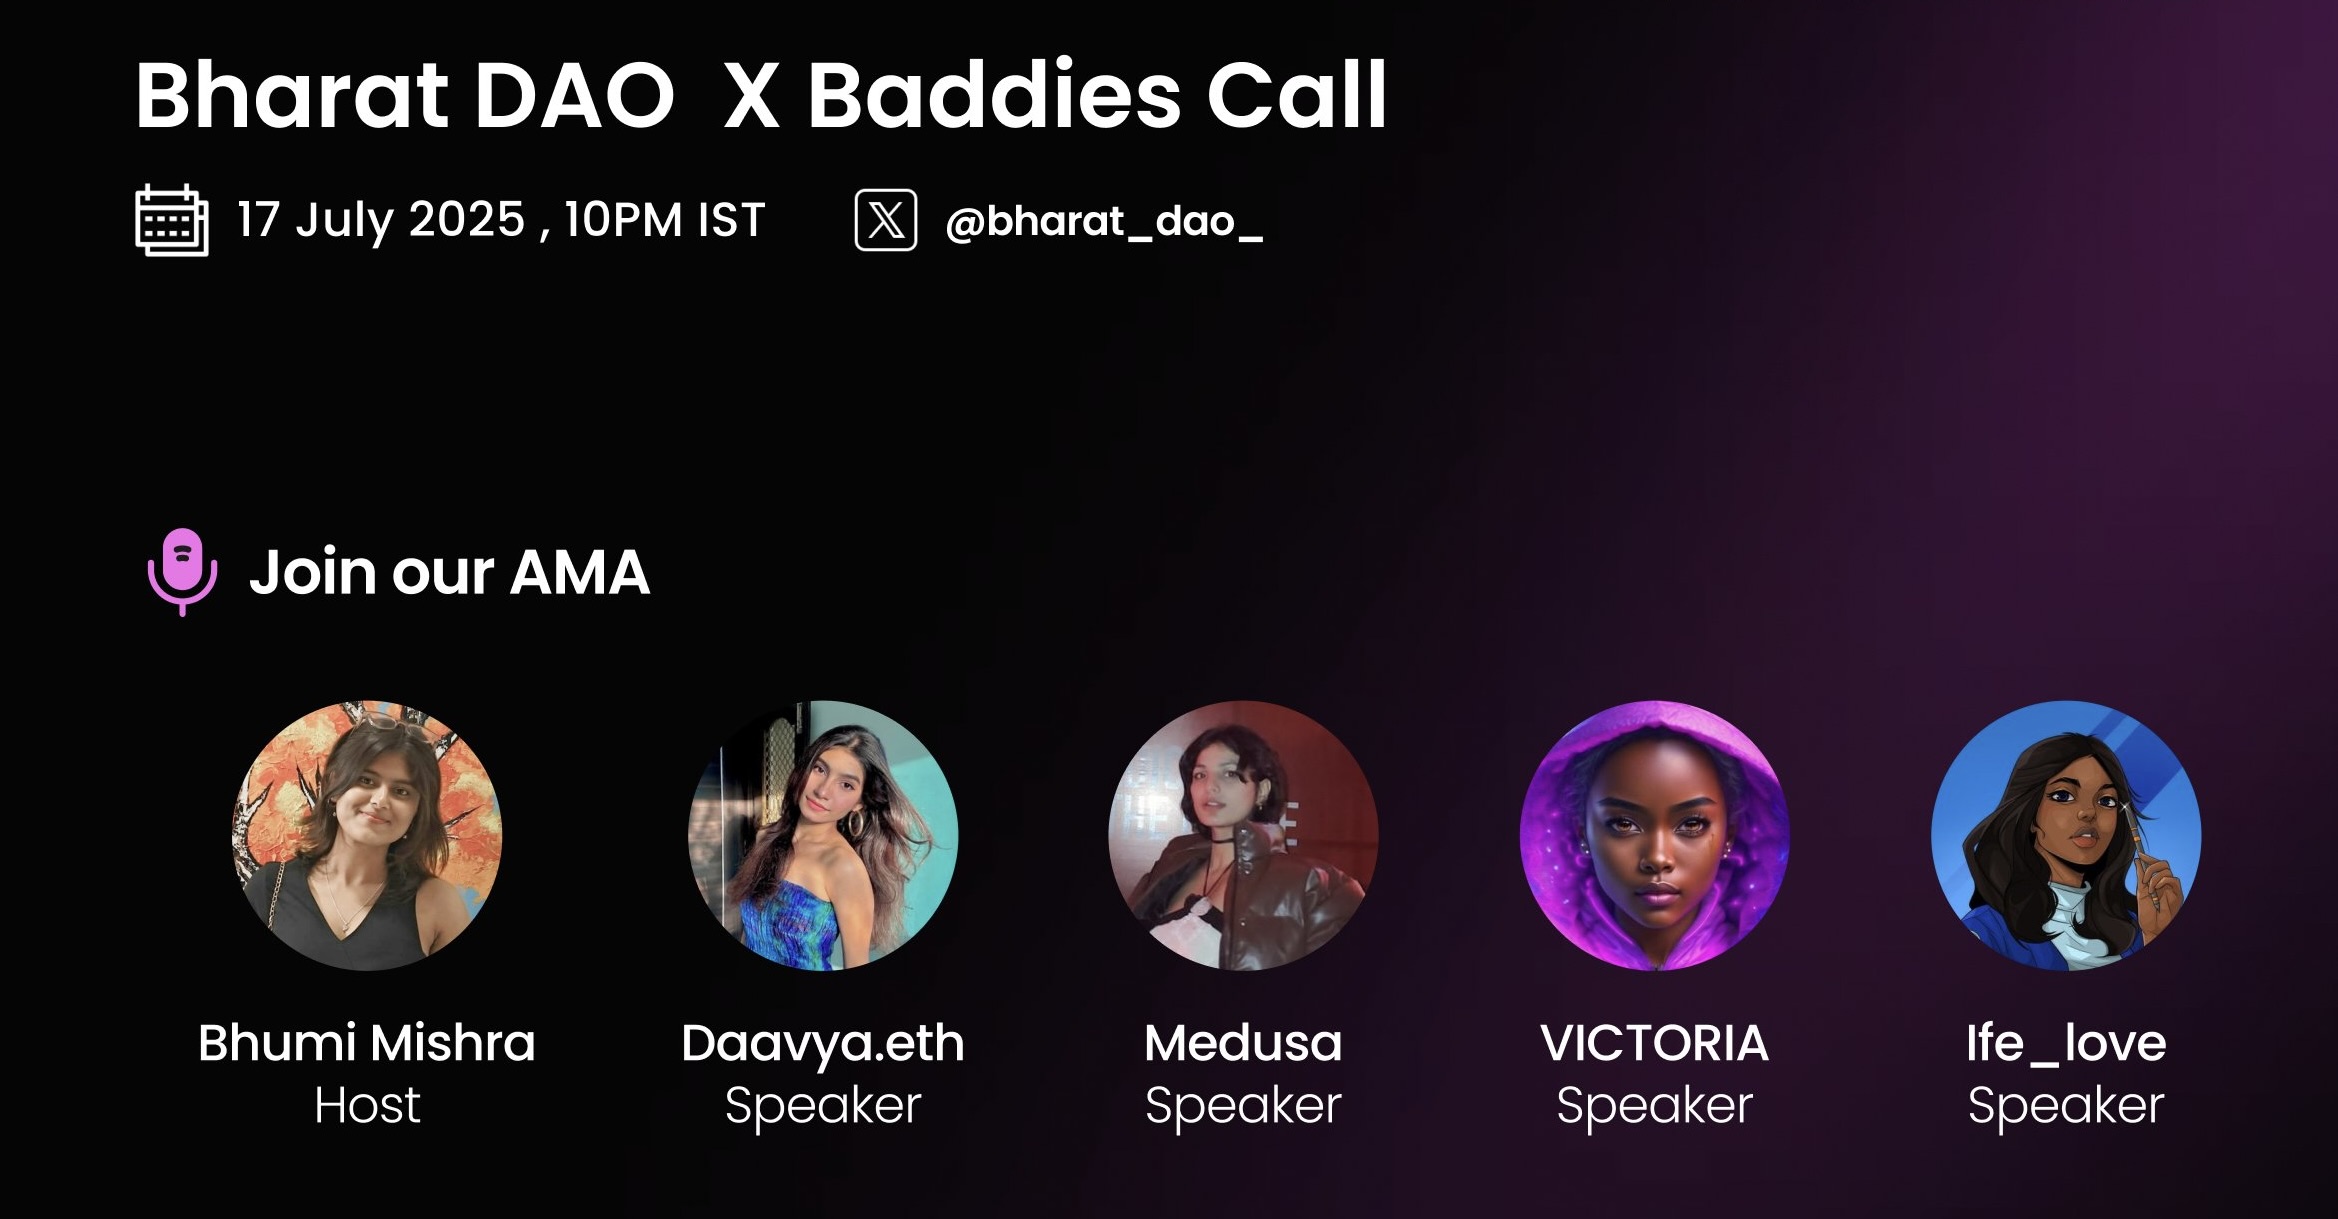 Bharat DAO X Baddies Call
17 July 2025 , 10PM IST
@bharat_dao_
Join our AMA
Bhumi Mishra
Host
Daavya.eth
Speaker
Medusa
Speaker
VICTORIA
Speaker
Ife_love
Speaker